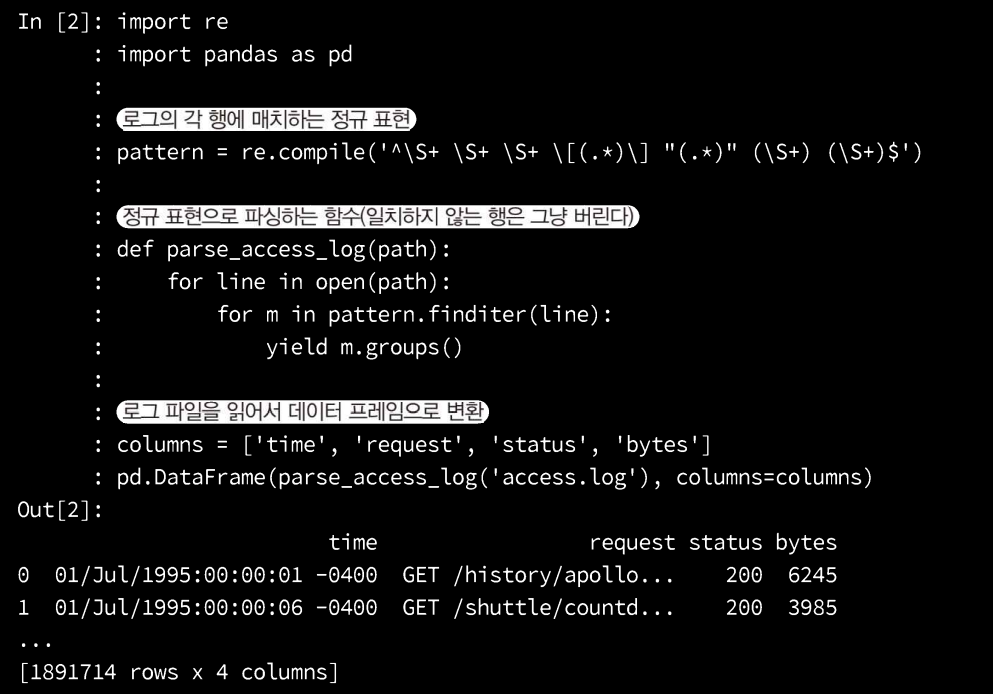 In [2]: import re
      : import pandas as pd
      :
      : 로그의 각 행에 매치하는 정규 표현
      : pattern = re.compile('^\S+ \S+ \S+ \[(.*)\] "(.*)" (\S+) (\S+)$')
      :
      : 정규 표현으로 파싱하는 함수(일치하지 않는 행은 그냥 버린다)
      : def parse_access_log(path):
      :     for line in open(path):
      :         for m in pattern.finditer(line):
      :             yield m.groups()
      :
      : 로그 파일을 읽어서 데이터 프레임으로 변환
      : columns = ['time', 'request', 'status', 'bytes']
      : pd.DataFrame(parse_access_log('access.log'), columns=columns)
Out[2]:
                         time                 request status bytes
0  01/Jul/1995:00:00:01 -0400  GET /history/apollo...    200  6245
1  01/Jul/1995:00:00:06 -0400  GET /shuttle/countd...    200  3985
...
[1891714 rows x 4 columns]